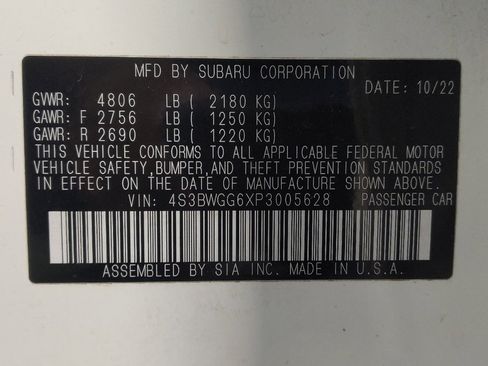 MFD BY SUBARU CORPORATION
DATE: 10/22
GVWR: 4806 LB ( 2180 KG)
GAWR: F 2756 LB ( 1250 KG)
GAWR: R 2690 LB ( 1220 KG)
THIS VEHICLE CONFORMS TO ALL APPLICABLE FEDERAL MOTOR
VEHICLE SAFETY,BUMPER,AND THEFT PREVENTION STANDARDS
IN EFFECT ON THE DATE OF MANUFACTURE SHOWN ABOVE.
VIN: 4S3BWGG6XP3005628 PASSENGER CAR
ASSEMBLED BY SIA INC. MADE IN U.S.A.